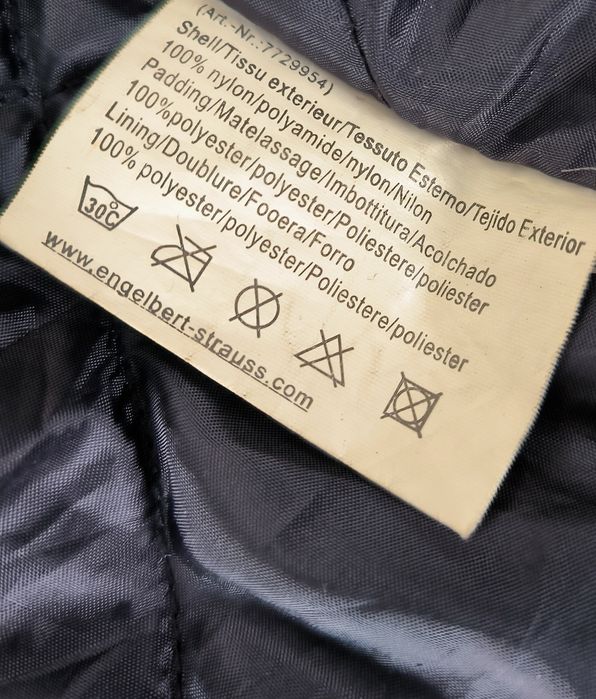 (Art.-Nr.:7729954)
Shell/Tissu exterieur/Tessuto Esterno/Tejido Exterior
100% nylon/polyamide/nylon/Nilon
Padding/Matelassage/Imbottitura/Acolchado
100%polyester/polyester/Poliestere/poliester
Lining/Doublure/Fooera/Forro
100% polyester/polyester/Poliestere/poliester
30C
www.engelbert-strauss.com